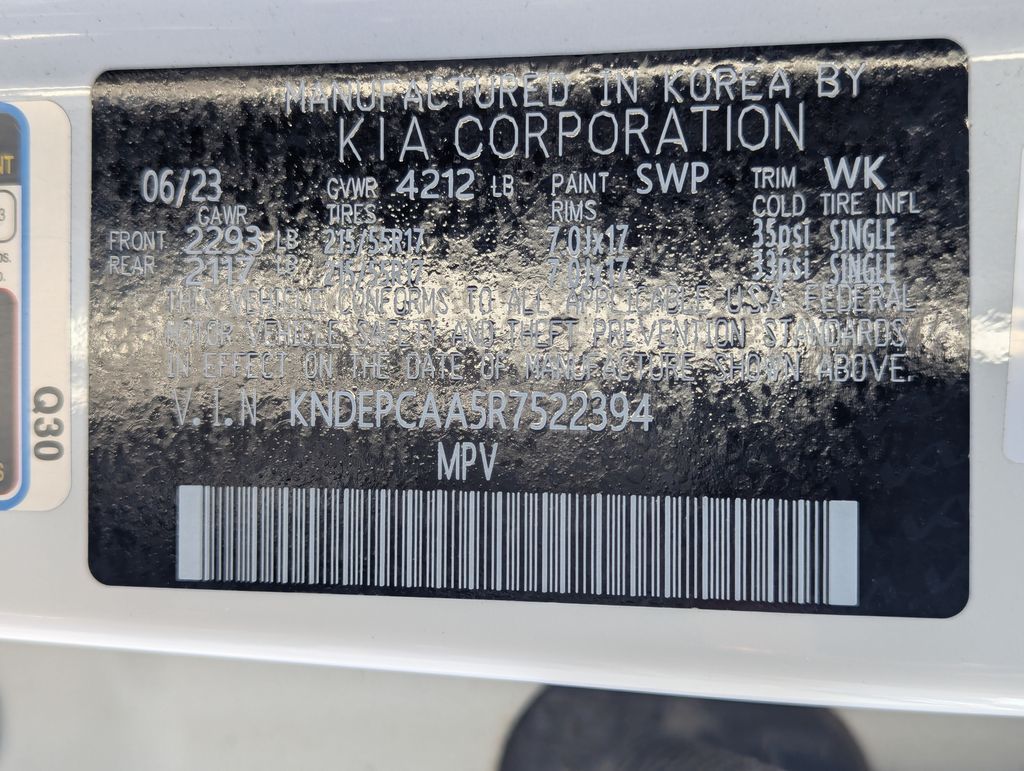 MANUFACTURED IN KOREA BY
KIA CORPORATION
06/23 GVWR 4212 LB PAINT SWP TRIM WK
GAWR TIRES RIMS COLD TIRE INFL
FRONT 2293 LB 215/55R17 7.0Jx17 35psi SINGLE
REAR 2117 LB 215/55R17 7.0Jx17 33psi SINGLE
THIS VEHICLE CONFORMS TO ALL APPLICABLE U.S.A. FEDERAL
MOTOR VEHICLE SAFETY AND THEFT PREVENTION STANDARDS
IN EFFECT ON THE DATE OF MANUFACTURE SHOWN ABOVE.
V.I.N KNDEPCAA5R7522394
MPV
Q30